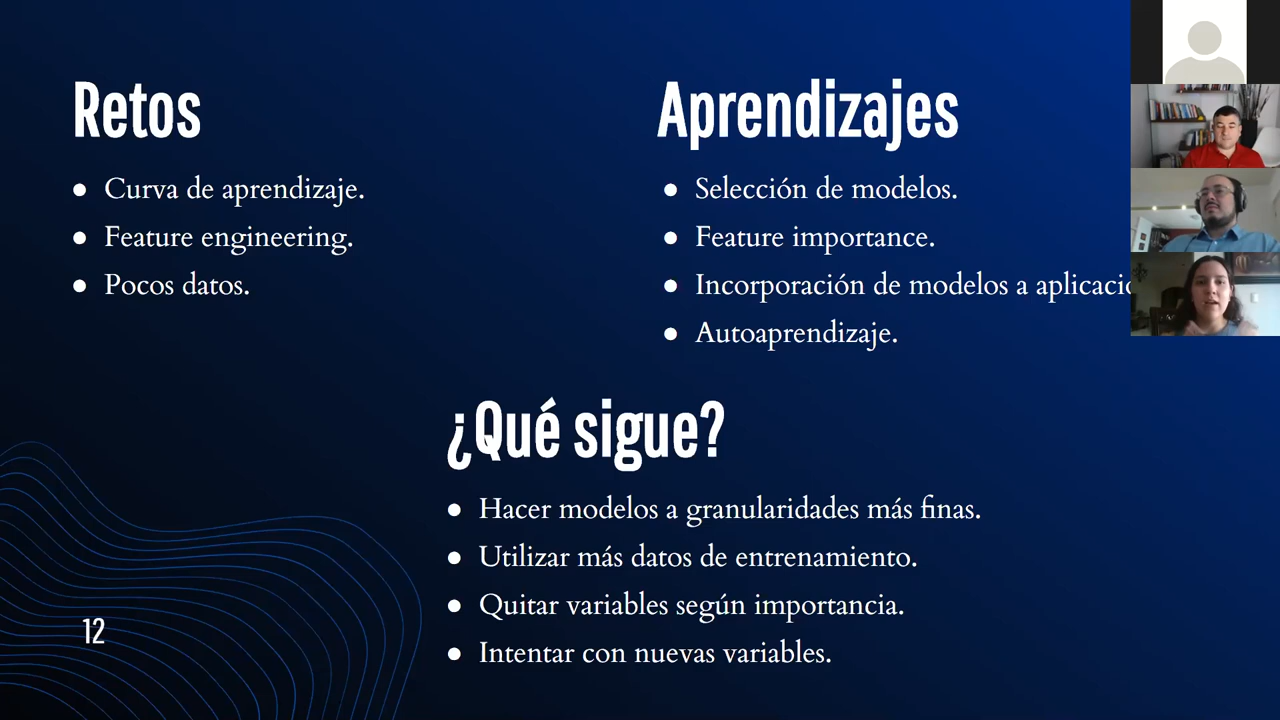 Retos
● Curva de aprendizaje.
● Feature engineering.
● Pocos datos.
Aprendizajes
● Selección de modelos.
● Feature importance.
● Incorporación de modelos a
● Autoaprendizaje.
¿Qué sigue?
● Hacer modelos a granularidades más finas.
● Utilizar más datos de entrenamiento.
● Quitar variables según importancia.
● Intentar con nuevas variables.
12